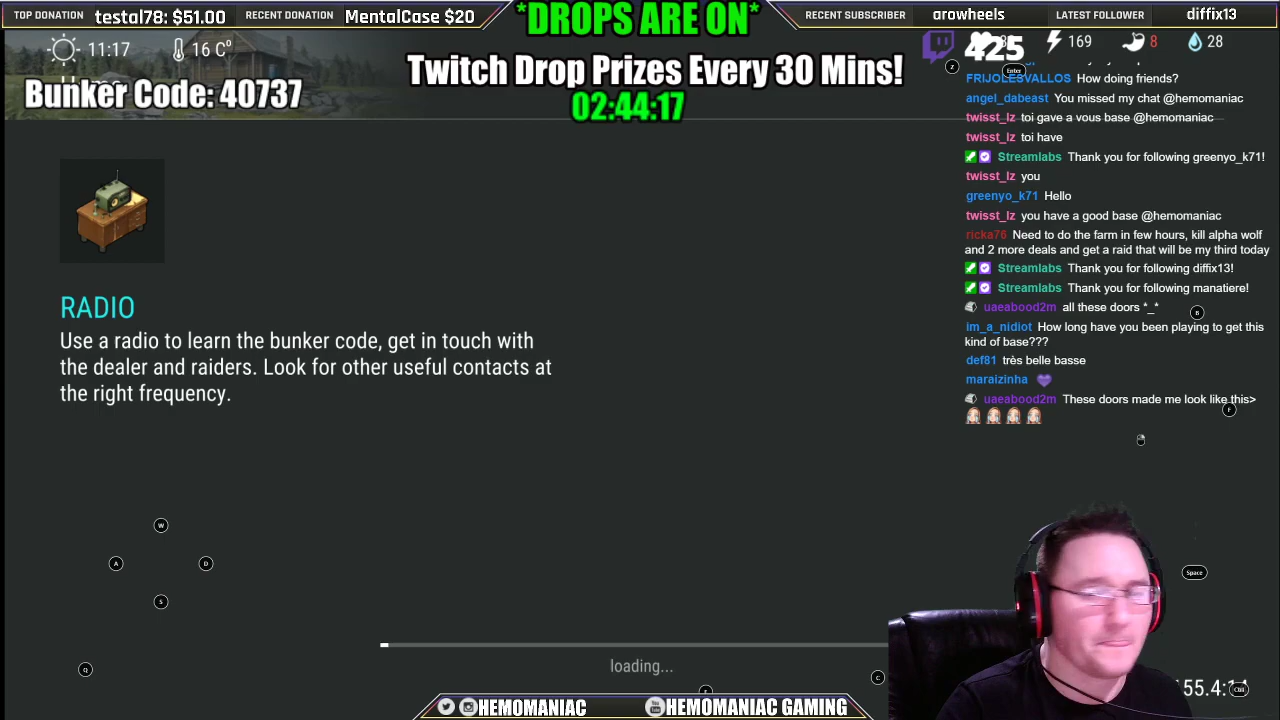 TOP DONATION testal78: $51.00 RECENT DONATION MentalCase $20 *DROPS ARE ON* RECENT SUBSCRIBER arowheels LATEST FOLLOWER diffix13
11:17 16 C° 425 169 8 28
Bunker Code: 40737
Twitch Drop Prizes Every 30 Mins!
02:44:17
Z Enter
FRIJOLESVALLOS How doing friends?
angel_dabeast You missed my chat @hemomaniac
twisst_lz toi gave a vous base @hemomaniac
twisst_lz toi have
Streamlabs Thank you for following greenyo_k71!
twisst_lz you
greenyo_k71 Hello
twisst_lz you have a good base @hemomaniac
ricka76 Need to do the farm in few hours, kill alpha wolf
and 2 more deals and get a raid that will be my third today
Streamlabs Thank you for following diffix13!
Streamlabs Thank you for following manatiere!
uaeabood2m all these doors *_*
B
im_a_nidiot How long have you been playing to get this
kind of base???
def81 très belle basse
maraizinha
uaeabood2m These doors made me look like this>
F
RADIO
Use a radio to learn the bunker code, get in touch with
the dealer and raiders. Look for other useful contacts at
the right frequency.
W
A D
S
Q
Space
loading...
C
Ctrl
HEMOMANIAC HEMOMANIAC GAMING